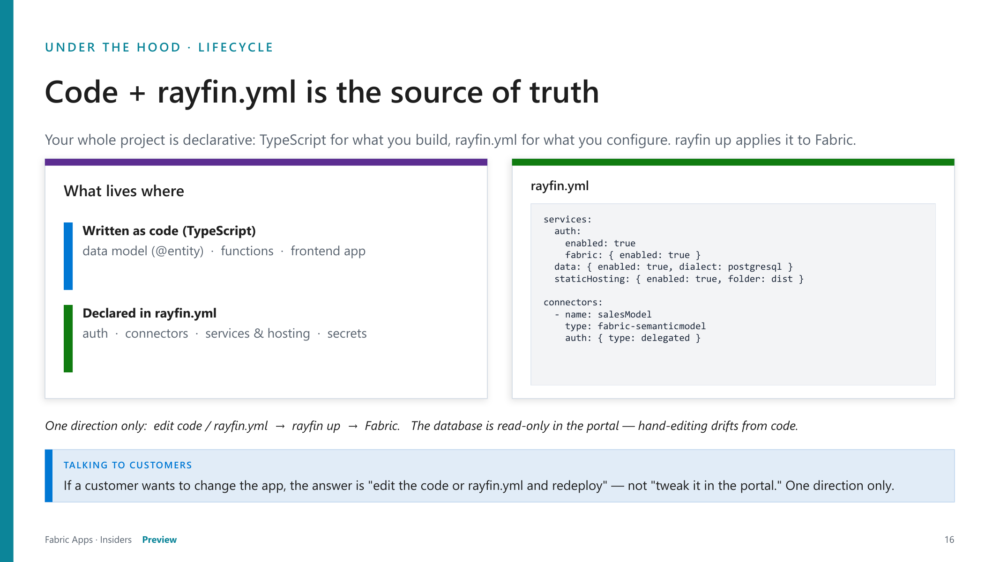 UNDER THE HOOD · LIFECYCLE
Code + rayfin.yml is the source of truth
Your whole project is declarative: TypeScript for what you build, rayfin.yml for what you configure. rayfin up applies it to Fabric.
What lives where
Written as code (TypeScript)
data model (@entity) · functions · frontend app
Declared in rayfin.yml
auth · connectors · services & hosting · secrets
rayfin.yml
services:
  auth:
    enabled: true
    fabric: { enabled: true }
  data: { enabled: true, dialect: postgresql }
  staticHosting: { enabled: true, folder: dist }
connectors:
  - name: salesModel
    type: fabric-semanticmodel
    auth: { type: delegated }
One direction only: edit code / rayfin.yml → rayfin up → Fabric. The database is read-only in the portal — hand-editing drifts from code.
TALKING TO CUSTOMERS
If a customer wants to change the app, the answer is "edit the code or rayfin.yml and redeploy" — not "tweak it in the portal." One direction only.
Fabric Apps · Insiders Preview
16